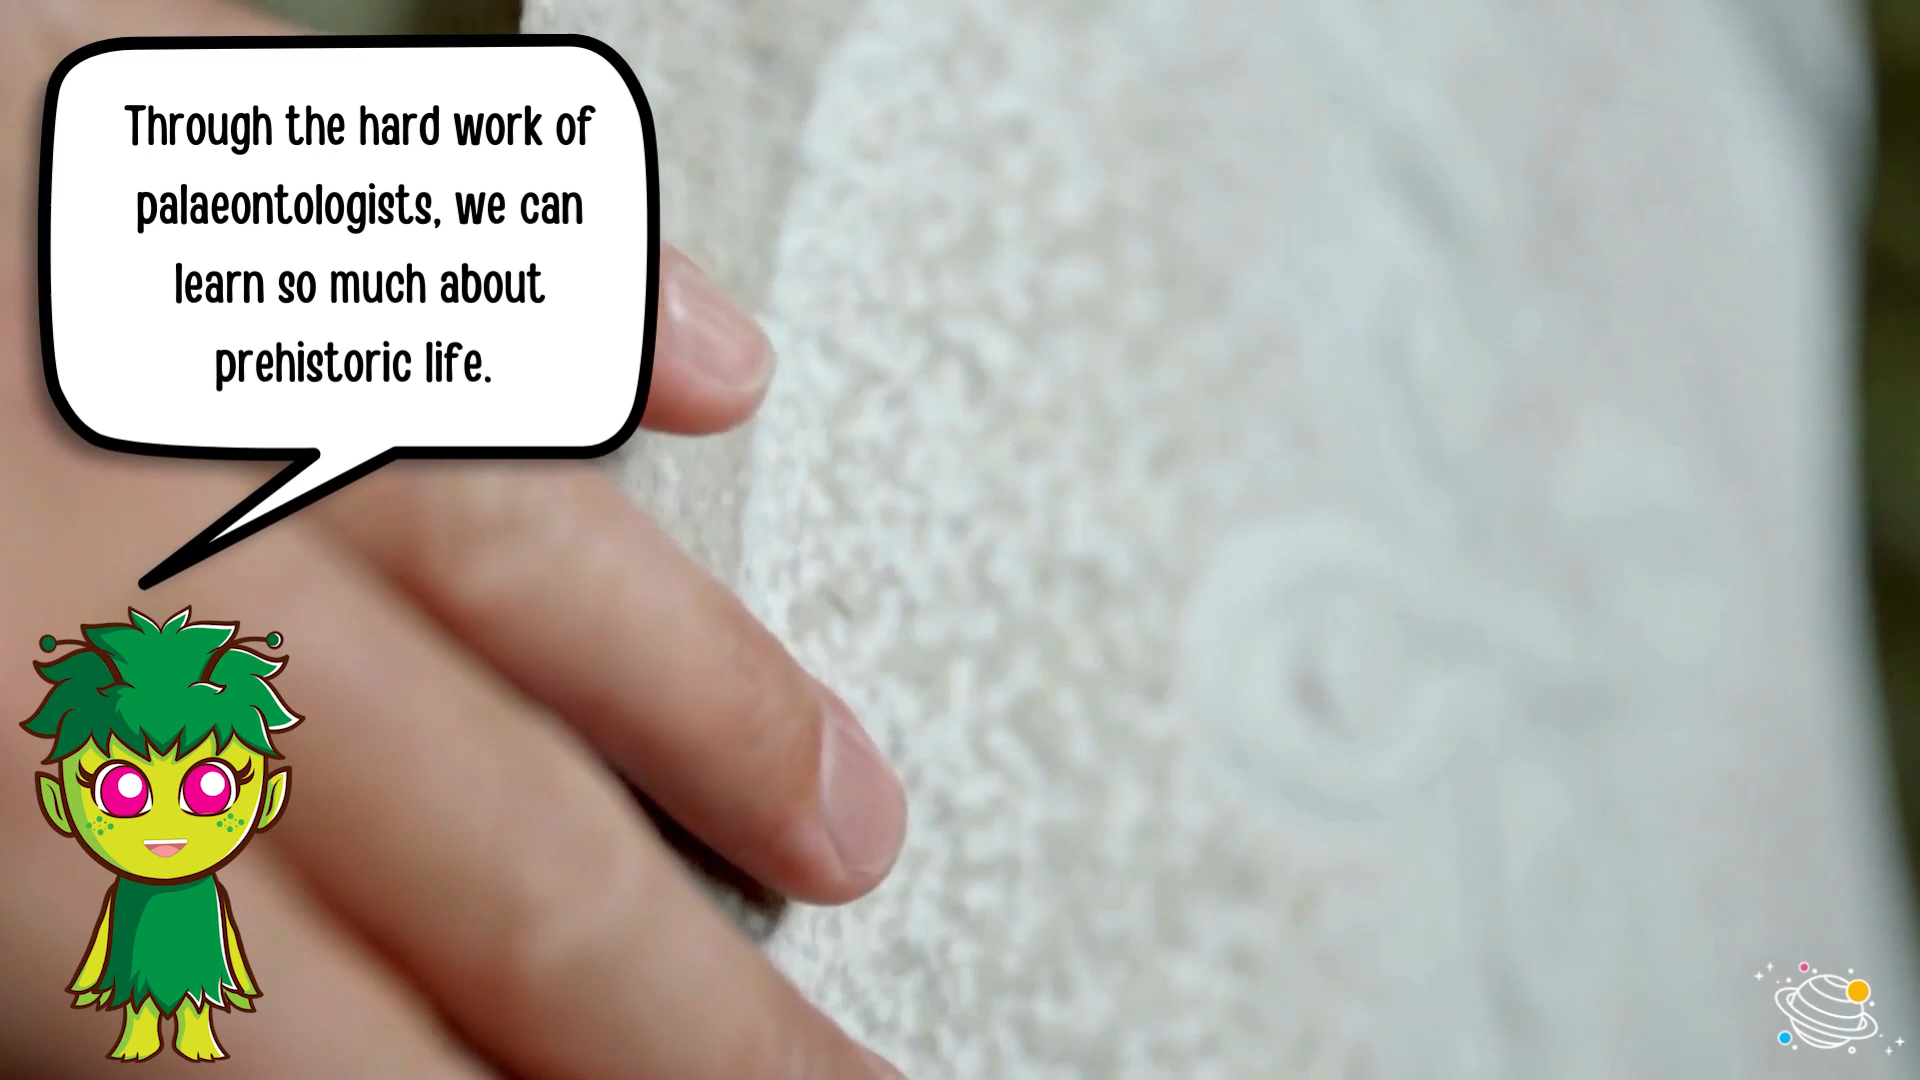 Through the hard work of
palaeontologists, we can
learn so much about
prehistoric life.